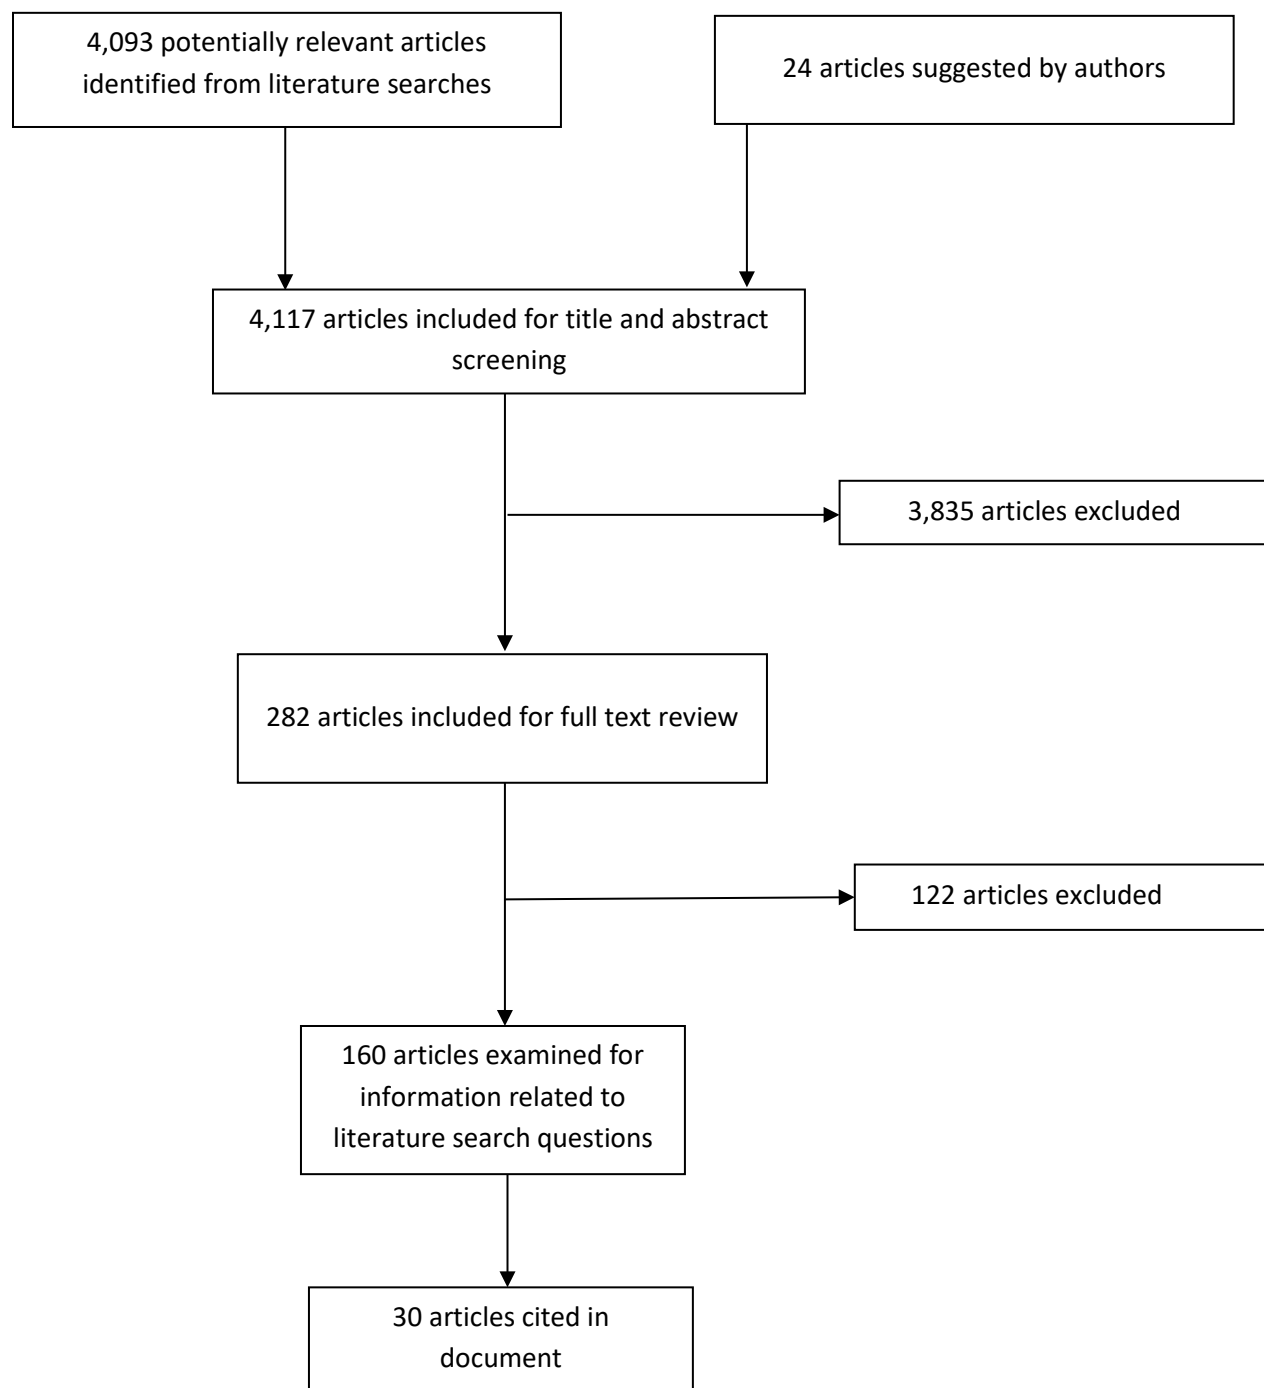 4,093 potentially relevant articles
identified from literature searches
24 articles suggested by authors
4,117 articles included for title and abstract
screening
3,835 articles excluded
282 articles included for full text review
122 articles excluded
160 articles examined for
information related to
literature search questions
30 articles cited in
document